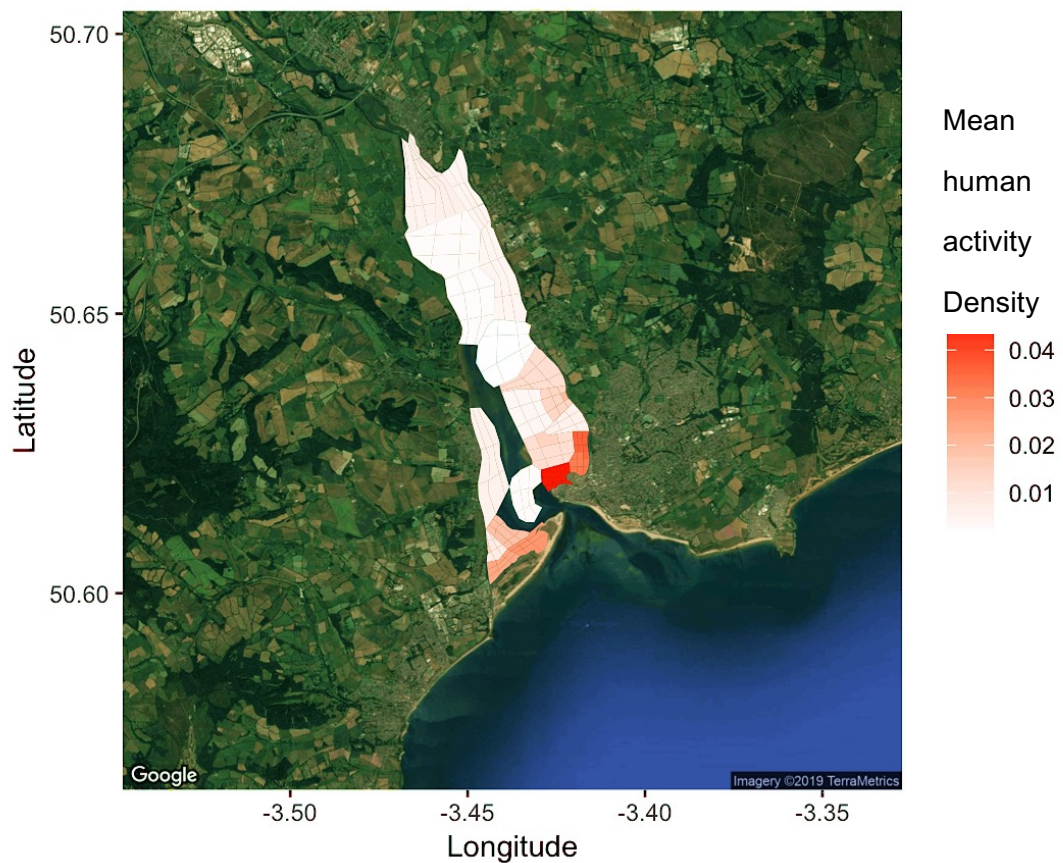 50.70
50.65
50.60
Latitude
-3.50
-3.45
-3.40
-3.35
Longitude
Google
Imagery ©2019 TerraMetrics
Mean
human
activity
Density
0.04
0.03
0.02
0.01